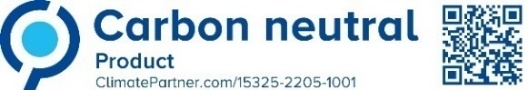 Carbon neutral
Product
ClimatePartner.com/15325-2205-1001